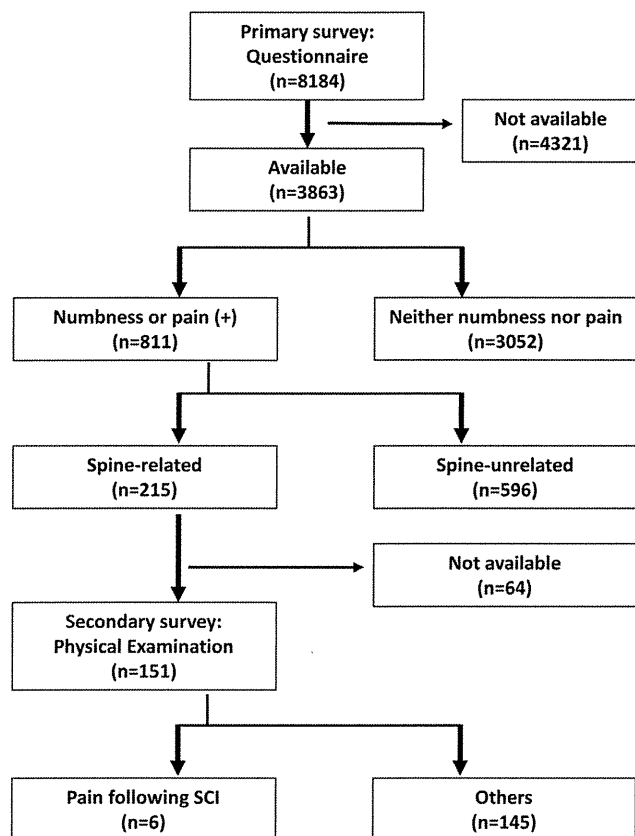 Primary survey:
Questionnaire
(n=8184)
Not available
(n=4321)
Available
(n=3863)
Numbness or pain (+)
(n=811)
Neither numbness nor pain
(n=3052)
Spine-related
(n=215)
Spine-unrelated
(n=596)
Not available
(n=64)
Secondary survey:
Physical Examination
(n=151)
Pain following SCI
(n=6)
Others
(n=145)